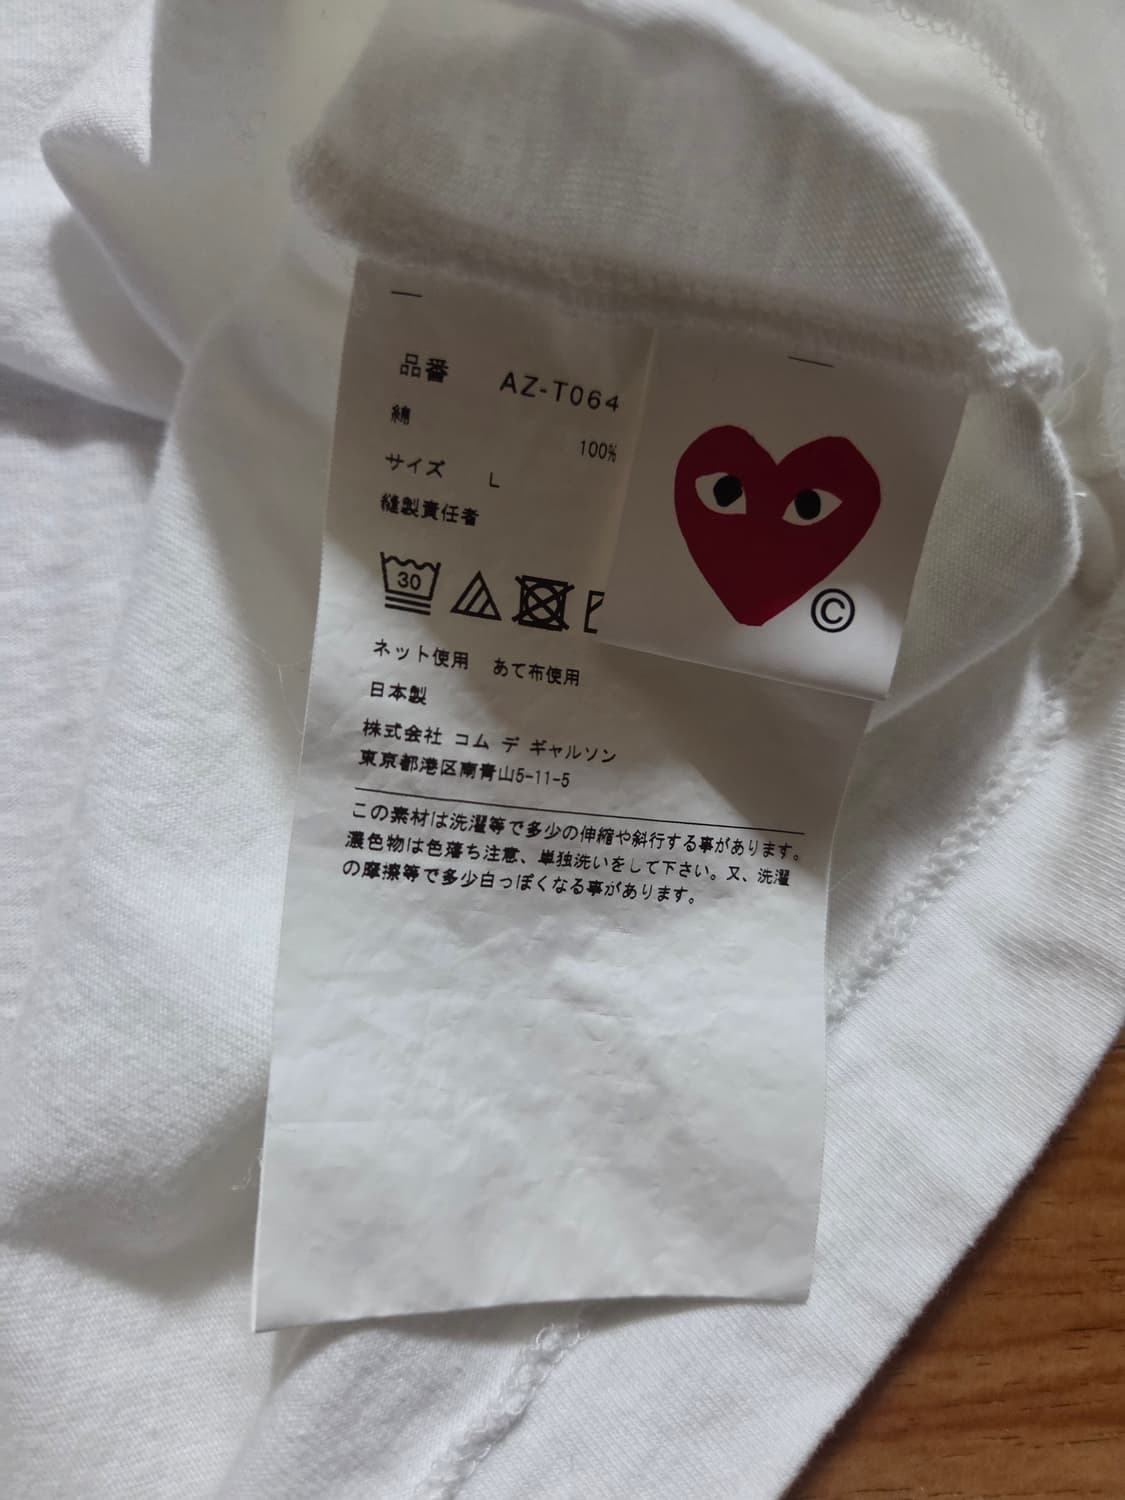 品番 AZ-T064
綿 100%
サイズ L
縫製責任者
30
©
ネット使用 あて布使用
日本製
株式会社 コム デ ギャルソン
東京都港区南青山5-11-5
この素材は洗濯等で多少の伸縮や斜行する事があります。
濃色物は色落ち注意、単独洗いをして下さい。又、洗濯
の摩擦等で多少白っぽくなる事があります。